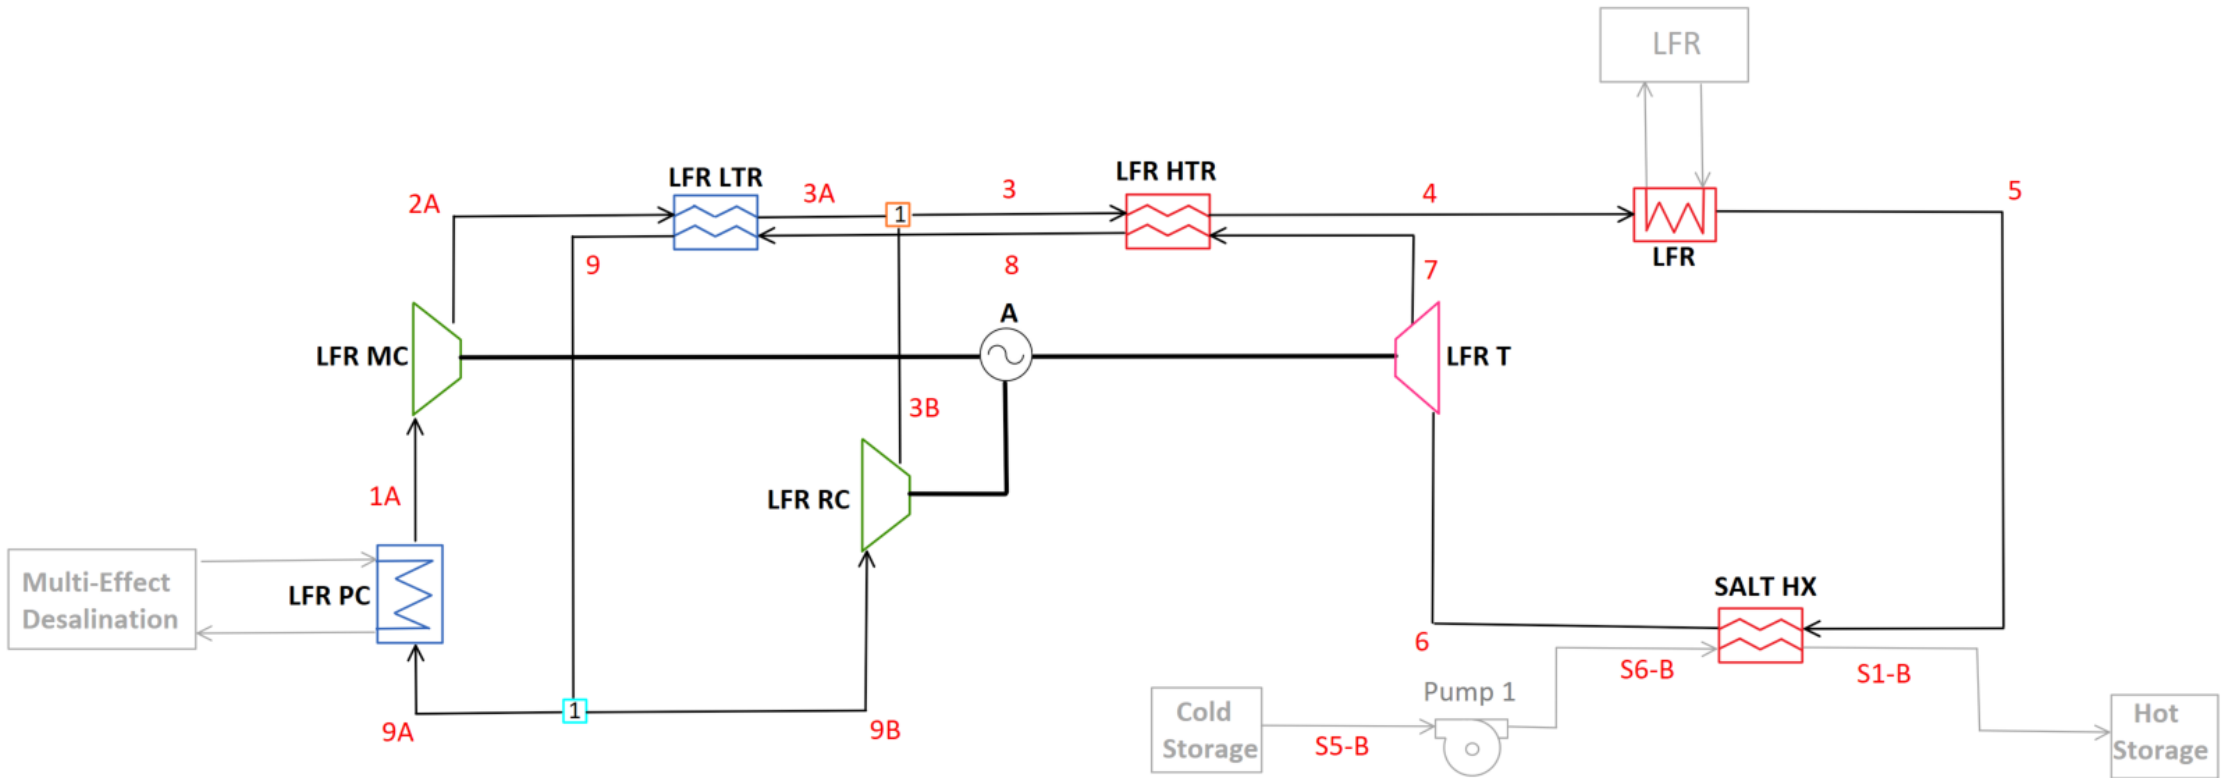 LFR
LFR LTR
LFR HTR
2A
3A
1
3
4
5
9
8
7
LFR
A
LFR MC
LFR T
3B
1A
LFR RC
Multi-Effect
Desalination
LFR PC
SALT HX
6
S6-B
S1-B
9A
1
9B
Cold
Storage
S5-B
Pump 1
Hot
Storage